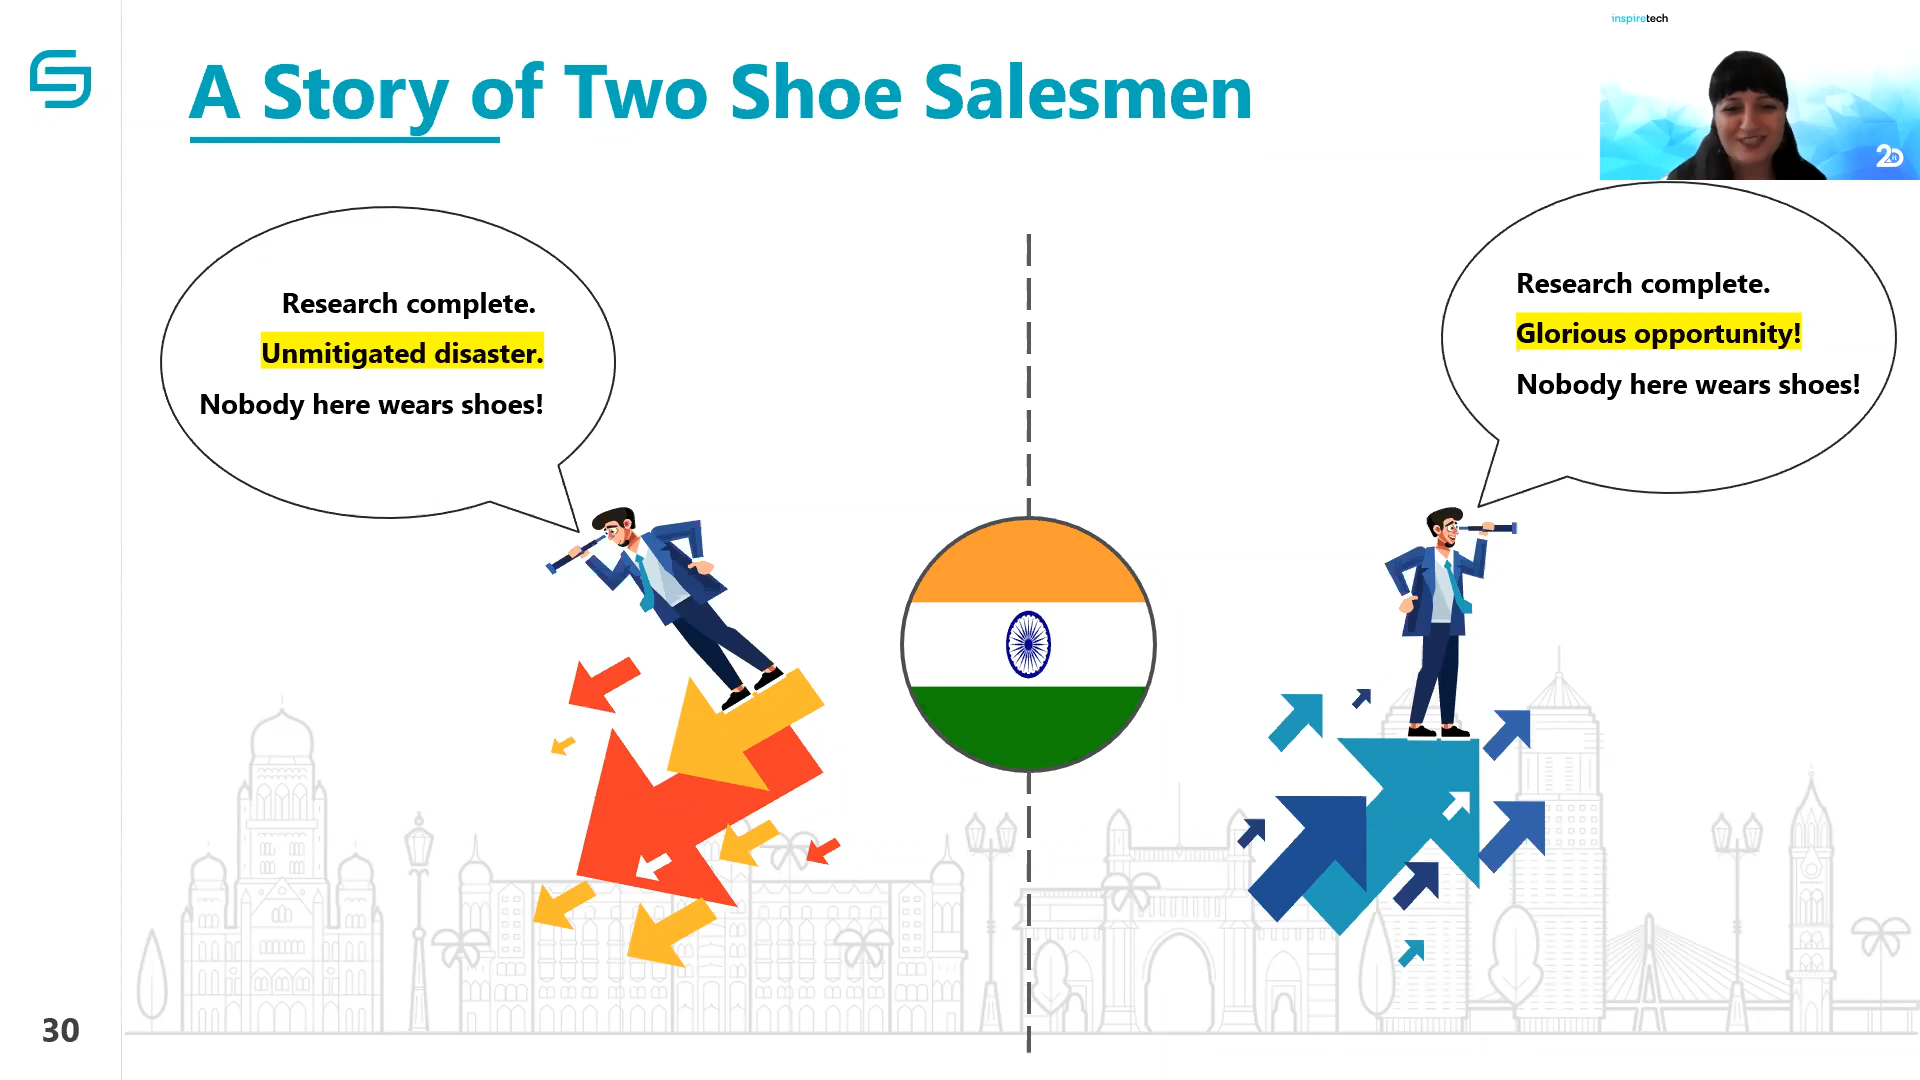 inspiretech
A Story of Two Shoe Salesmen
Research complete.
Unmitigated disaster.
Nobody here wears shoes!
Research complete.
Glorious opportunity!
Nobody here wears shoes!
30